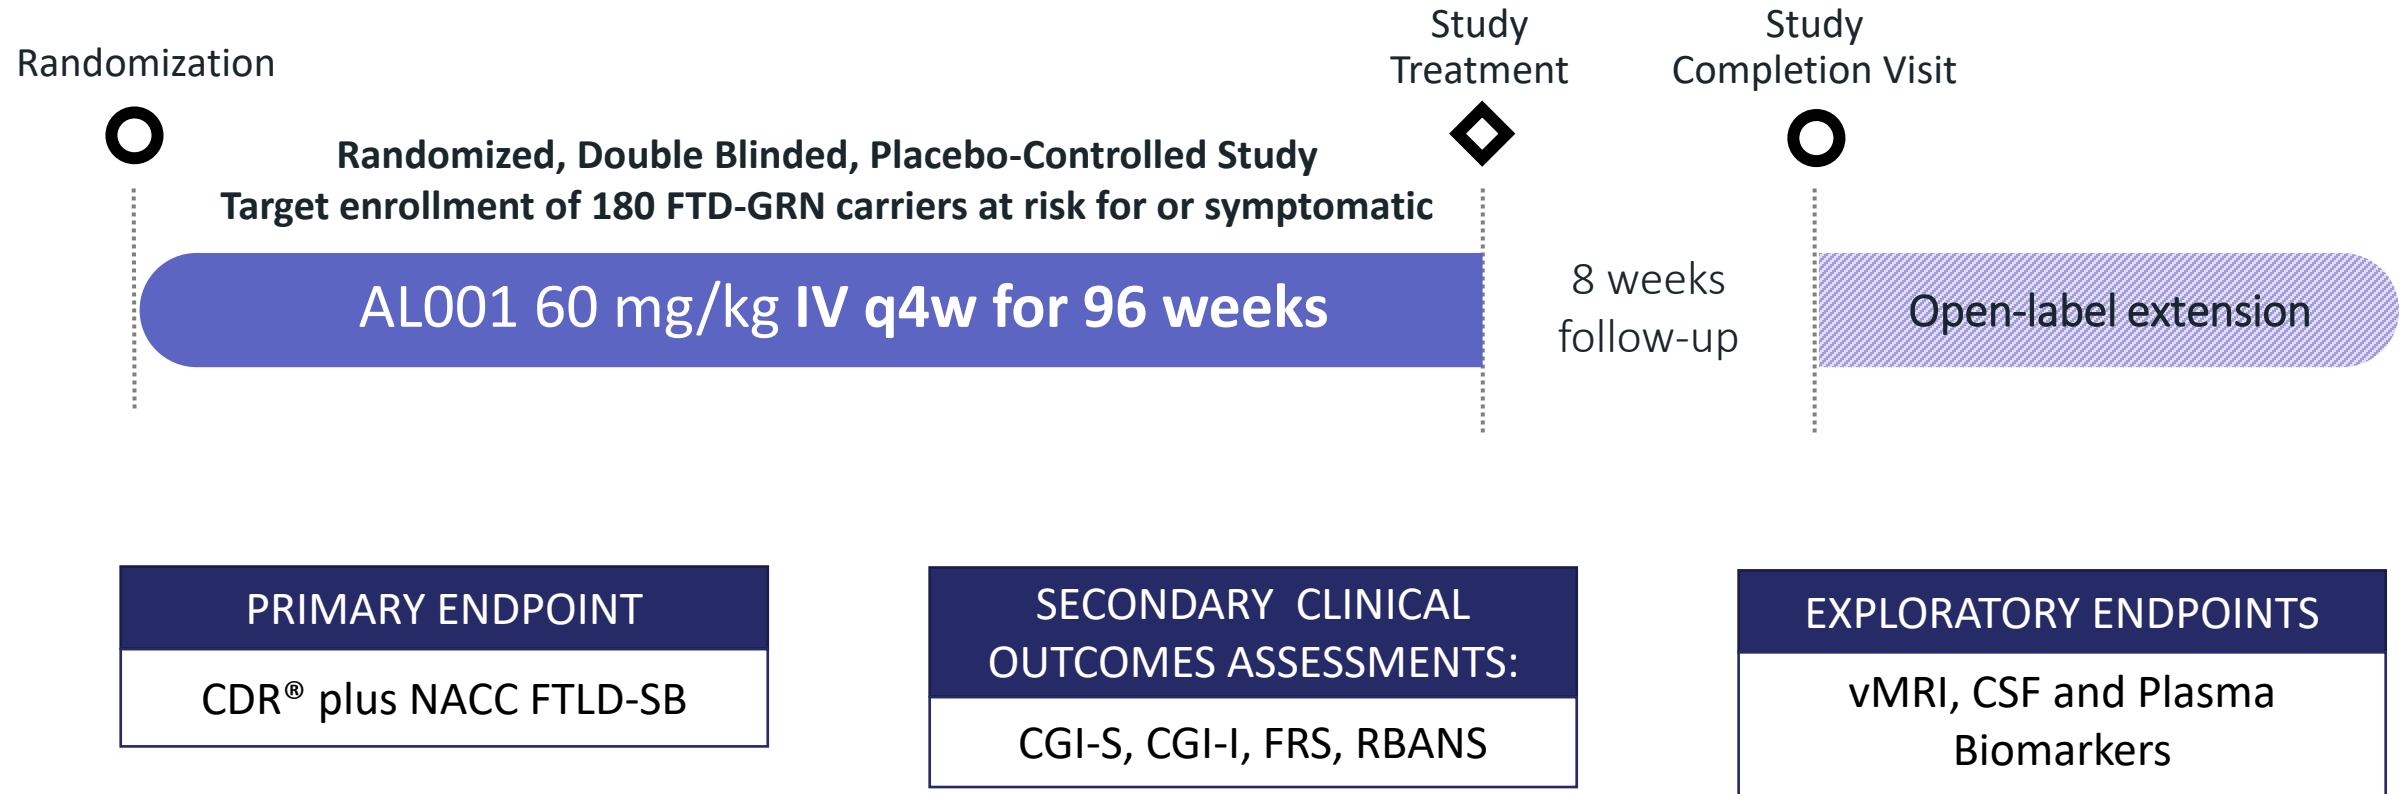 Randomization
Study
Treatment
Study
Completion Visit
Randomized, Double Blinded, Placebo-Controlled Study
Target enrollment of 180 FTD-GRN carriers at risk for or symptomatic
AL001 60 mg/kg IV q4w for 96 weeks
8 weeks
follow-up
Open-label extension
PRIMARY ENDPOINT
CDR® plus NACC FTLD-SB
SECONDARY CLINICAL
OUTCOMES ASSESSMENTS:
CGI-S, CGI-I, FRS, RBANS
EXPLORATORY ENDPOINTS
vMRI, CSF and Plasma
Biomarkers